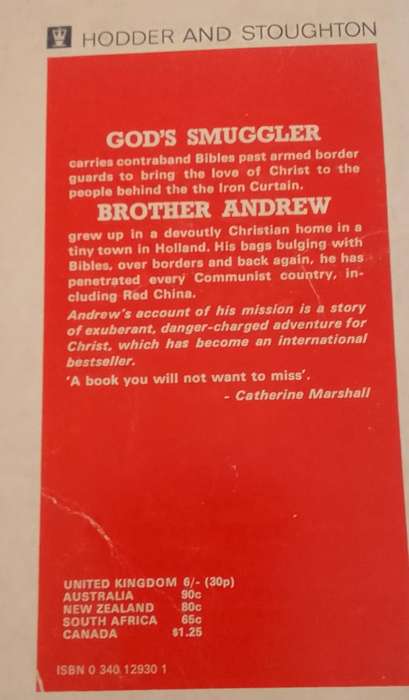 HODDER AND STOUGHTON
GOD'S SMUGGLER
carries contraband Bibles past armed border
guards to bring the love of Christ to the
people behind the the Iron Curtain.
BROTHER ANDREW
grew up in a devoutly Christian home in a
tiny town in Holland. His bags bulging with
Bibles, over borders and back again, he has
penetrated every Communist country, in-
cluding Red China.
Andrew's account of his mission is a story
of exuberant, danger-charged adventure for
Christ, which has become an international
bestseller.
'A book you will not want to miss'.
- Catherine Marshall
UNITED KINGDOM 6/- (30p)
AUSTRALIA 90c
NEW ZEALAND 80c
SOUTH AFRICA 65c
CANADA $1.25
ISBN 0 340 12930 1